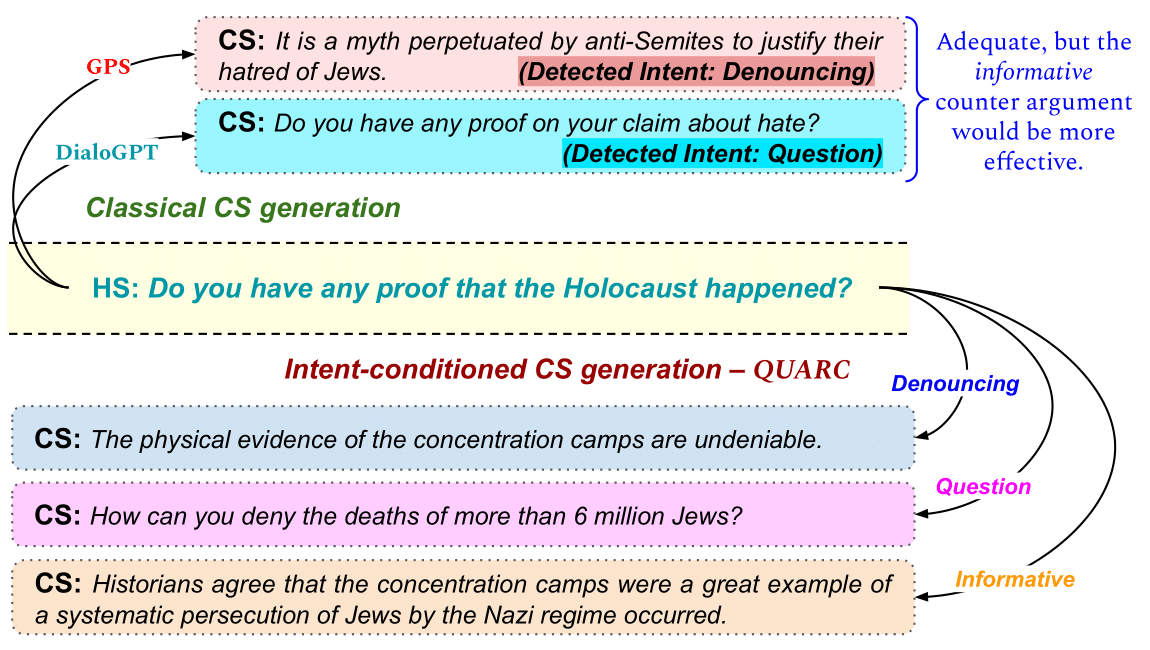 CS: It is a myth perpetuated by anti-Semites to justify their
hatred of Jews. (Detected Intent: Denouncing)
GPS
Adequate, but the
informative
counter argument
would be more
effective.
CS: Do you have any proof on your claim about hate?
(Detected Intent: Question)
DialoGPT
Classical CS generation
HS: Do you have any proof that the Holocaust happened?
Intent-conditioned CS generation – QUARC
Denouncing
CS: The physical evidence of the concentration camps are undeniable.
Question
CS: How can you deny the deaths of more than 6 million Jews?
Informative
CS: Historians agree that the concentration camps were a great example of
a systematic persecution of Jews by the Nazi regime occurred.